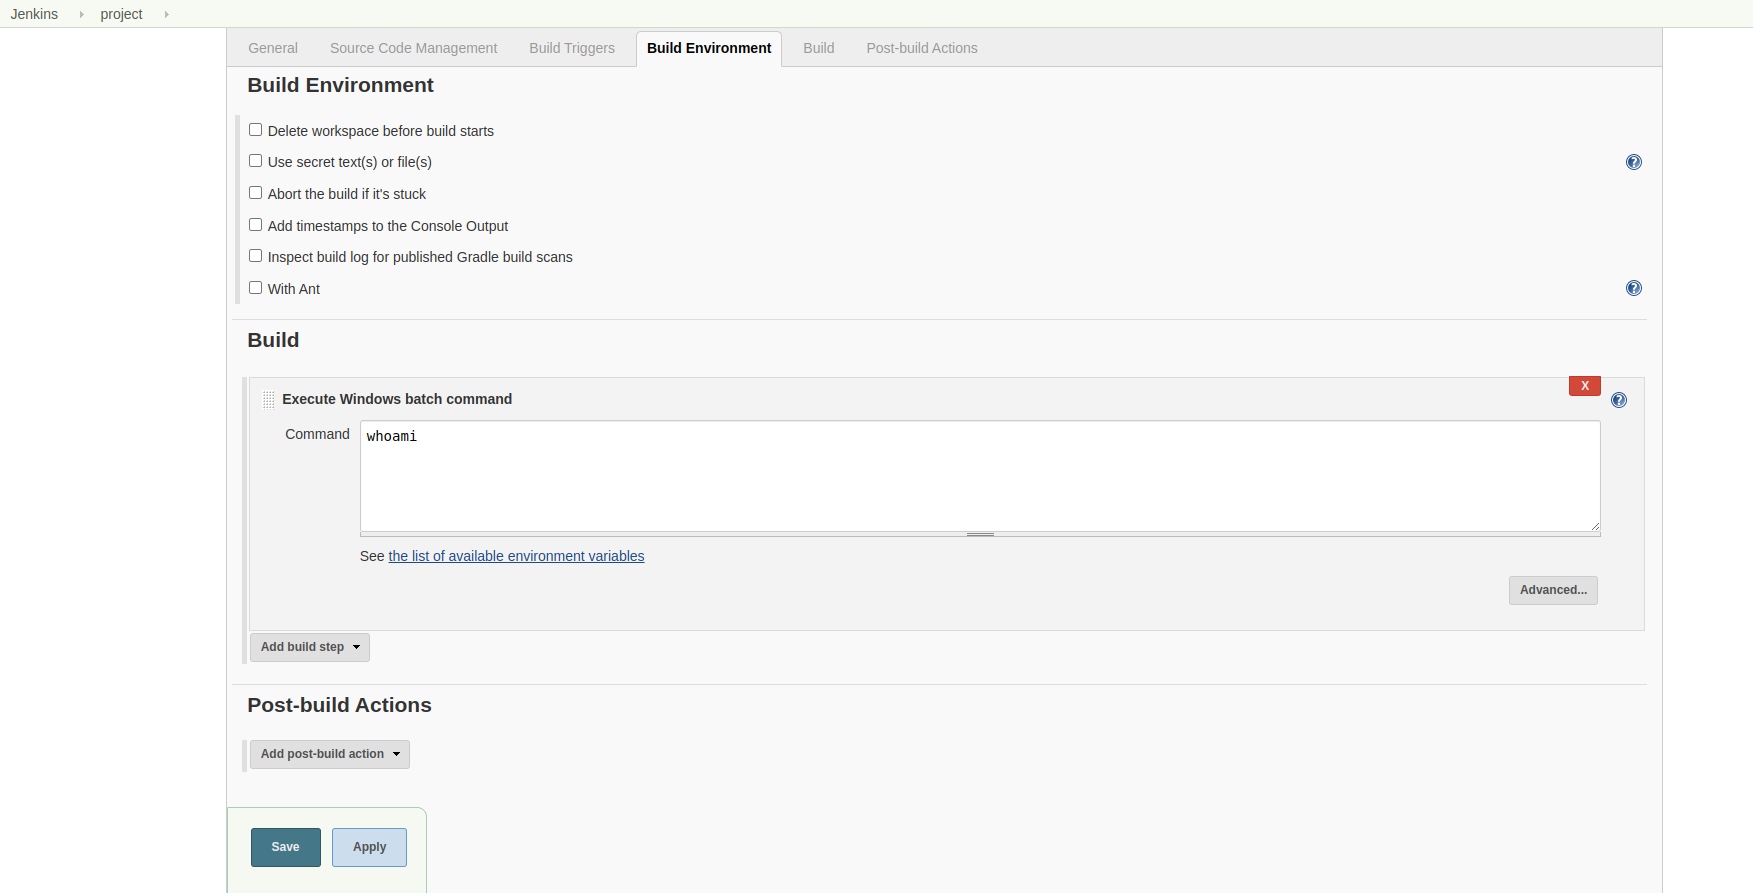 Jenkins project
General Source Code Management Build Triggers Build Environment Build Post-build Actions
Build Environment
Delete workspace before build starts
Use secret text(s) or file(s)
Abort the build if it's stuck
Add timestamps to the Console Output
Inspect build log for published Gradle build scans
With Ant
Build
X
Execute Windows batch command
Command whoami
See the list of available environment variables
Advanced...
Add build step
Post-build Actions
Add post-build action
Save Apply